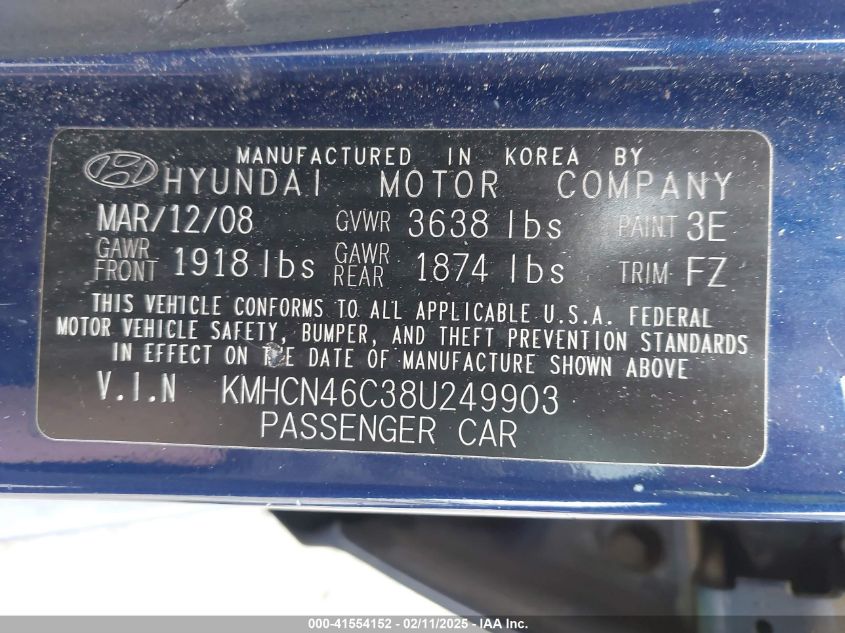 MANUFACTURED IN KOREA BY
HYUNDAI MOTOR COMPANY
MAR/12/08 GVWR 3638 lbs PAINT 3E
GAWR FRONT 1918 lbs GAWR REAR 1874 lbs TRIM FZ
THIS VEHICLE CONFORMS TO ALL APPLICABLE U.S.A. FEDERAL
MOTOR VEHICLE SAFETY, BUMPER, AND THEFT PREVENTION STANDARDS
IN EFFECT ON THE DATE OF MANUFACTURE SHOWN ABOVE
V.I.N KMHCN46C38U249903
PASSENGER CAR
000-41554152 - 02/11/2025 - IAA Inc.